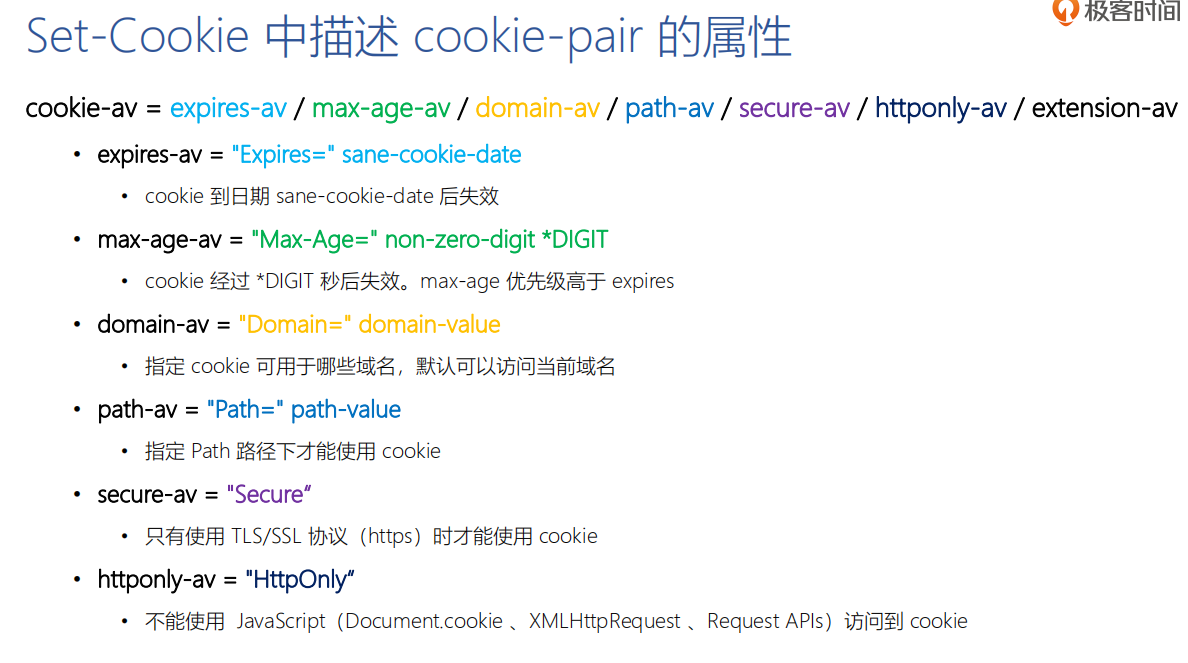 极客时间
Set-Cookie 中描述 cookie-pair 的属性
cookie-av = expires-av / max-age-av / domain-av / path-av / secure-av / httponly-av / extension-av
• expires-av = "Expires=" sane-cookie-date
• cookie 到日期 sane-cookie-date 后失效
• max-age-av = "Max-Age=" non-zero-digit *DIGIT
• cookie 经过 *DIGIT 秒后失效。max-age 优先级高于 expires
• domain-av = "Domain=" domain-value
• 指定 cookie 可用于哪些域名，默认可以访问当前域名
• path-av = "Path=" path-value
• 指定 Path 路径下才能使用 cookie
• secure-av = "Secure“
• 只有使用 TLS/SSL 协议（https）时才能使用 cookie
• httponly-av = "HttpOnly“
• 不能使用 JavaScript（Document.cookie 、XMLHttpRequest 、Request APIs）访问到 cookie